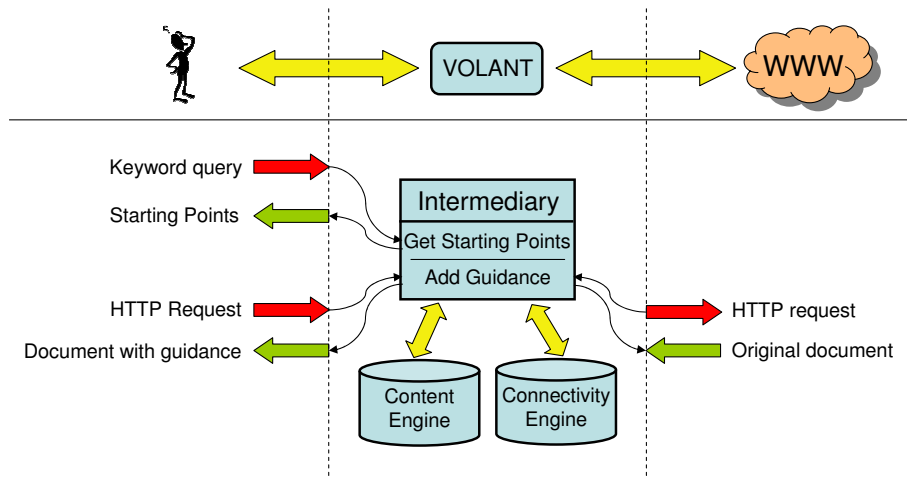 VOLANT
WWW
Keyword query
Starting Points
HTTP Request
Document with guidance
Intermediary
Get Starting Points
Add Guidance
Content
Engine
Connectivity
Engine
HTTP request
Original document